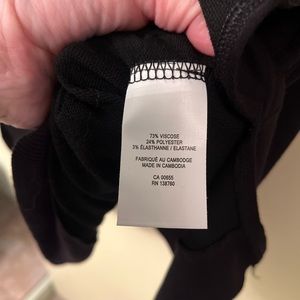 73% VISCOSE
24% POLYESTER
3% ÉLASTHANNE / ELASTANE
FABRIQUÉ AU CAMBODGE
MADE IN CAMBODIA
CA 00655
RN 138760